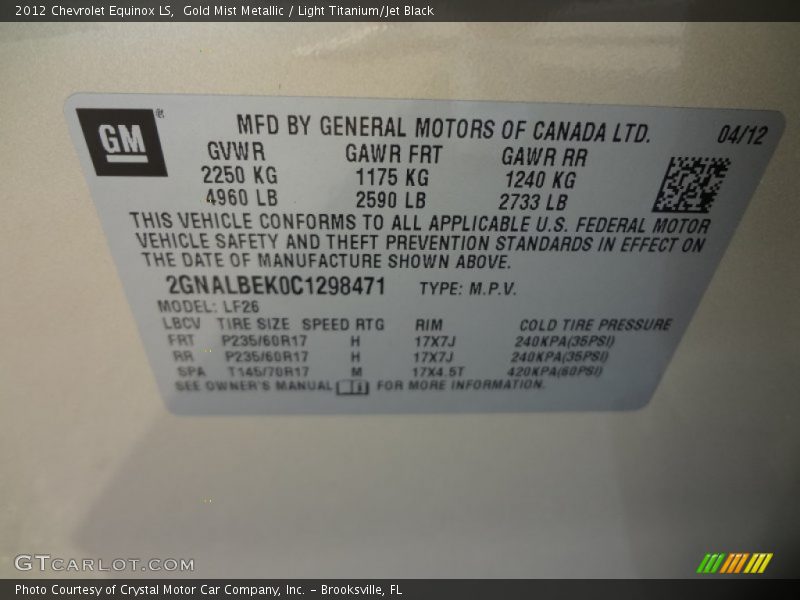 2012 Chevrolet Equinox LS,  Gold Mist Metallic / Light Titanium/Jet Black
GM®
MFD BY GENERAL MOTORS OF CANADA LTD. 04/12
GVWR GAWR FRT GAWR RR
2250 KG 1175 KG 1240 KG
4960 LB 2590 LB 2733 LB
THIS VEHICLE CONFORMS TO ALL APPLICABLE U.S. FEDERAL MOTOR
VEHICLE SAFETY AND THEFT PREVENTION STANDARDS IN EFFECT ON
THE DATE OF MANUFACTURE SHOWN ABOVE.
2GNALBEK0C1298471 TYPE: M.P.V.
MODEL: LF26
LBCV TIRE SIZE SPEED RTG RIM COLD TIRE PRESSURE
FRT P235/60R17 H 17X7J 240KPA(35PSI)
RR P235/60R17 H 17X7J 240KPA(35PSI)
SPA T145/70R17 M 17X4.5T 420KPA(60PSI)
SEE OWNER'S MANUAL FOR MORE INFORMATION.
GTCARLOT.COM
Photo Courtesy of Crystal Motor Car Company, Inc. – Brooksville, FL